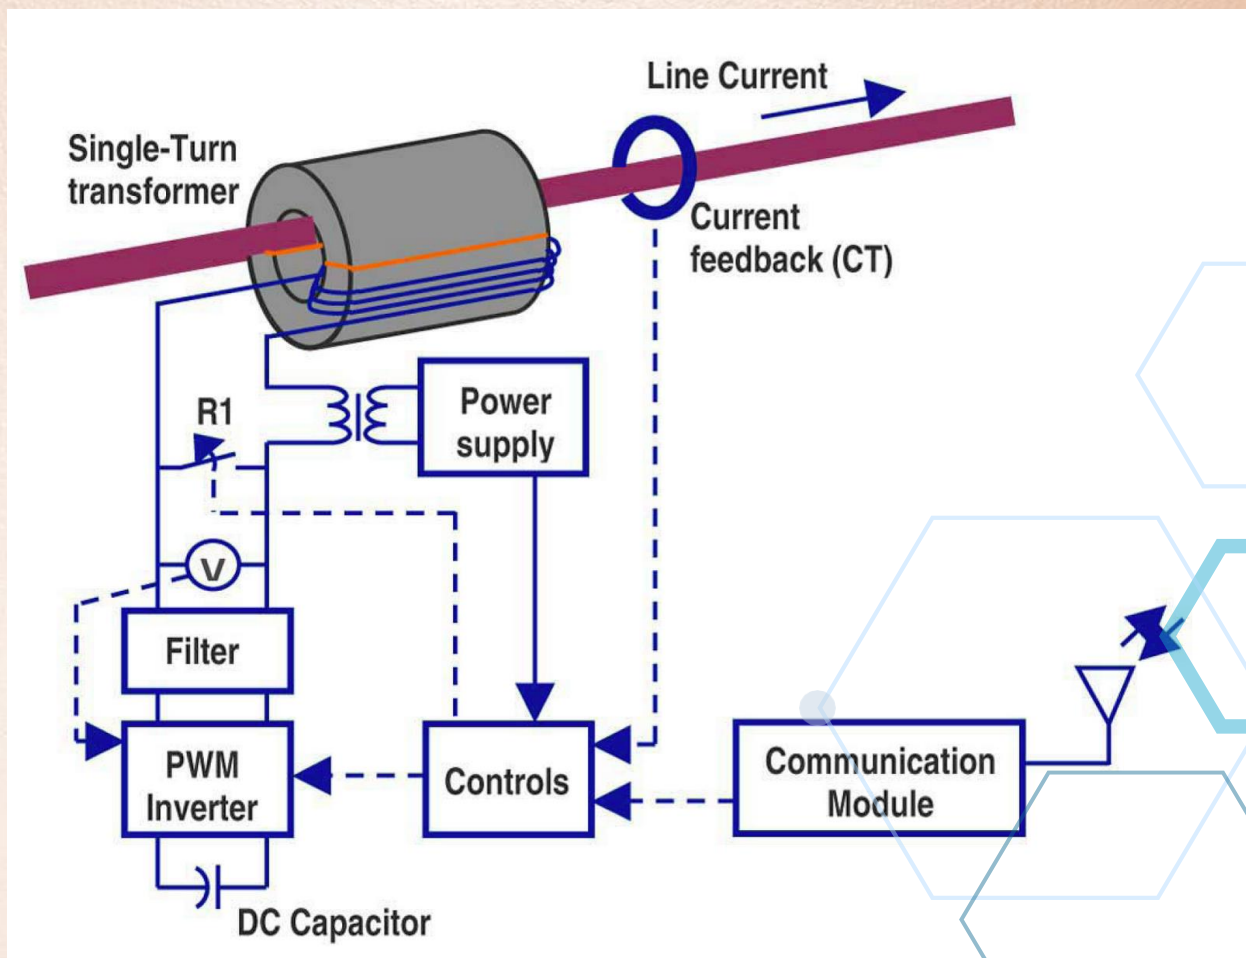 Line Current
Single-Turn
transformer
Current
feedback (CT)
R1
Power
supply
V
Filter
PWM
Inverter
Controls
Communication
Module
DC Capacitor